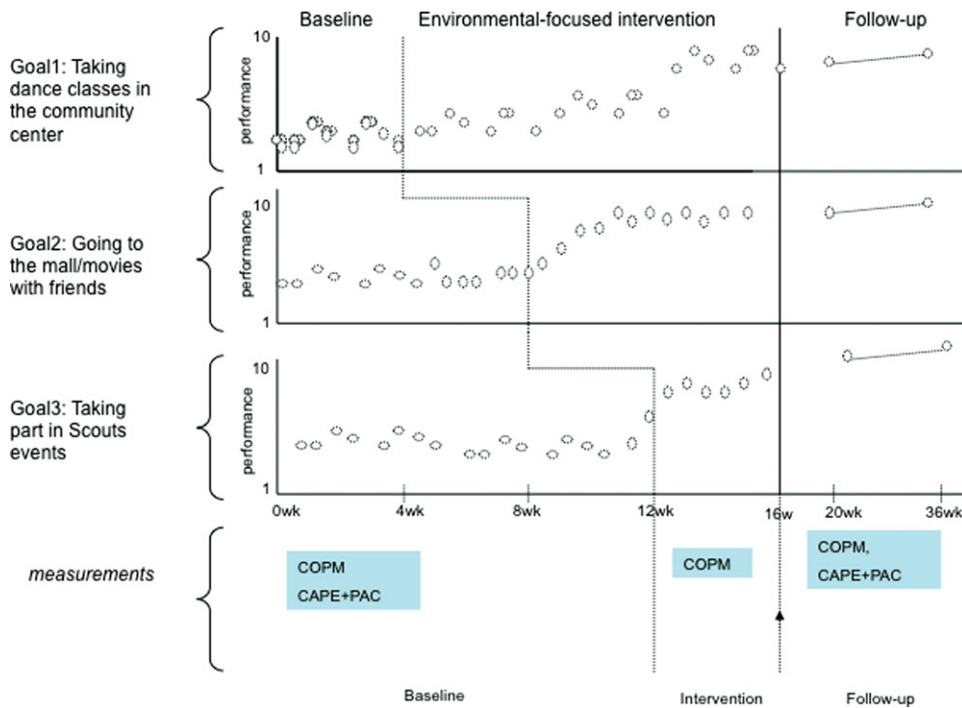 Baseline
Environmental-focused intervention
Follow-up
Goal1: Taking
dance classes in
the community
center
10
performance
1
Goal2: Going to
the mall/movies
with friends
10
performance
1
Goal3: Taking
part in Scouts
events
10
performance
1
0wk
4wk
8wk
12wk
16w
20wk
36wk
measurements
COPM
CAPE+PAC
COPM
COPM,
CAPE+PAC
Baseline
Intervention
Follow-up